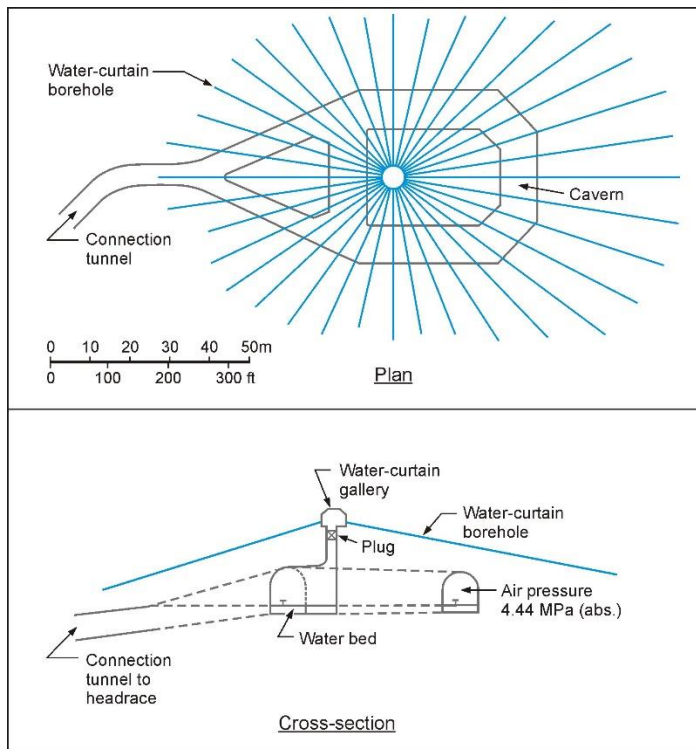 Water-curtain
borehole
Cavern
Connection
tunnel
0 10 20 30 40 50m
0 100 200 300 ft
Plan
Water-curtain
gallery
Water-curtain
borehole
Plug
Air pressure
4.44 MPa (abs.)
Water bed
Connection
tunnel to
headrace
Cross-section